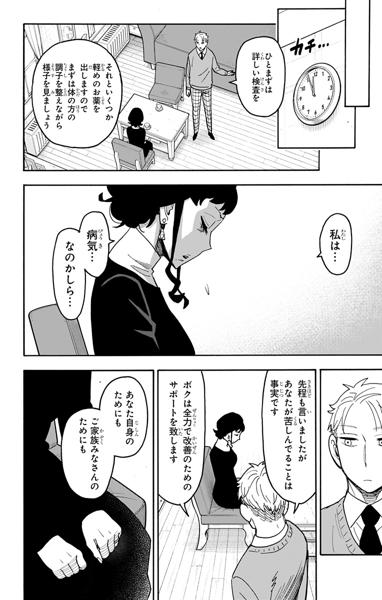 カチ…
ひとまずは
詳しい検査を
それといくつか
軽めのお薬を
出しますので
まずは体の方の
調子を整えながら
様子を見ましょう
私は…
病気…
なのかしら…
先程も言いましたが
あなたが苦しんでることは
事実です
ボクは全力で改善のための
サポートを致します
あなた自身の
ためにも
ご家族みなさんの
ためにも